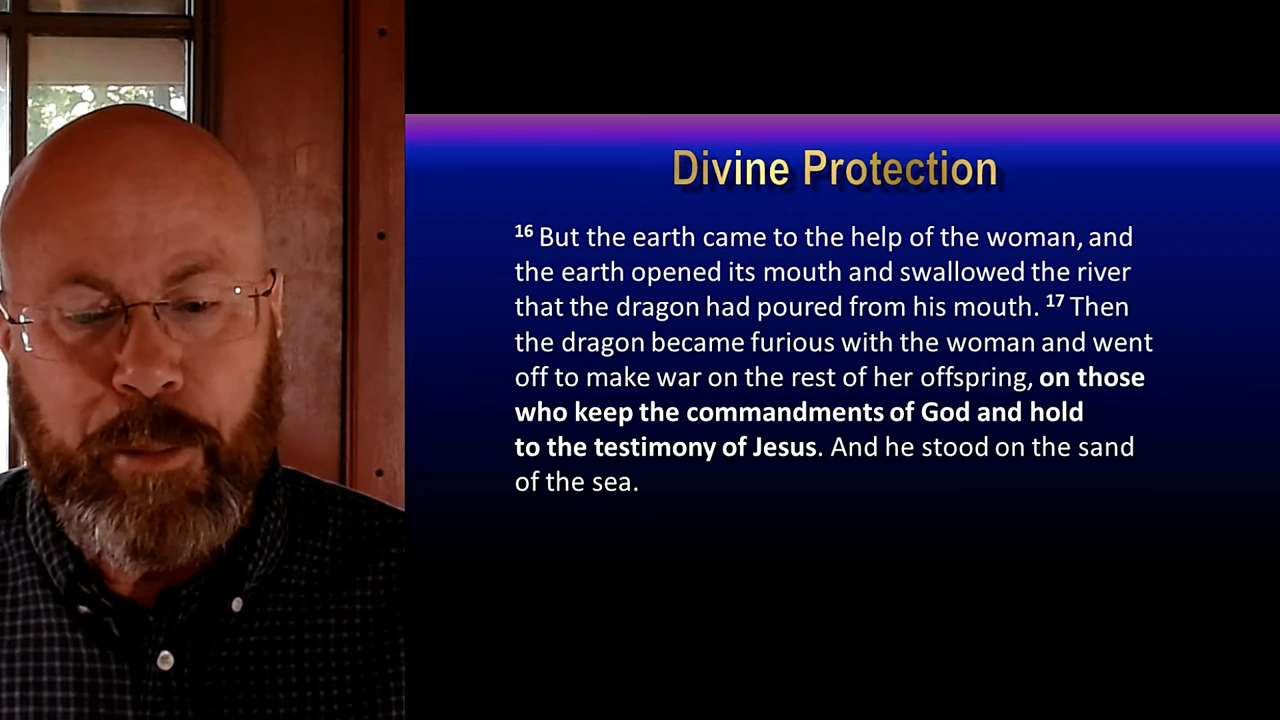 Divine Protection
16 But the earth came to the help of the woman, and
the earth opened its mouth and swallowed the river
that the dragon had poured from his mouth. 17 Then
the dragon became furious with the woman and went
off to make war on the rest of her offspring, on those
who keep the commandments of God and hold
to the testimony of Jesus. And he stood on the sand
of the sea.